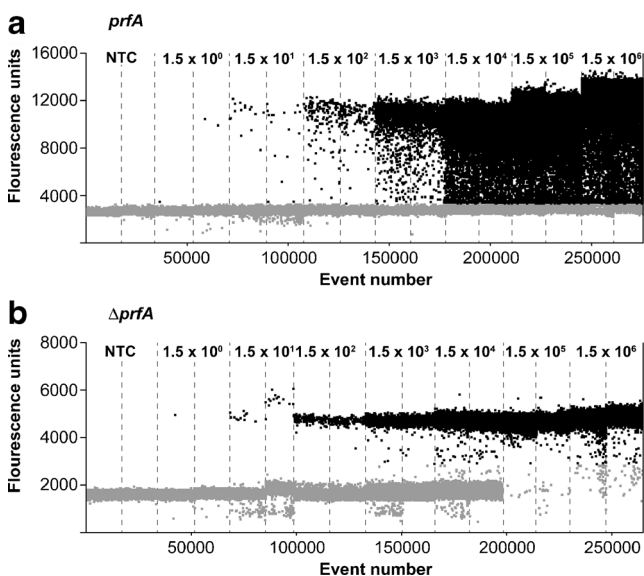 a prfA
16000 NTC 1.5 x 10⁰ 1.5 x 10¹ 1.5 x 10² 1.5 x 10³ 1.5 x 10⁴ 1.5 x 10⁵ 1.5 x 10⁶
12000
8000
4000
Flourescence units
50000 100000 150000 200000 250000
Event number
b ΔprfA
8000 NTC 1.5 x 10⁰ 1.5 x 10¹ 1.5 x 10² 1.5 x 10³ 1.5 x 10⁴ 1.5 x 10⁵ 1.5 x 10⁶
6000
4000
2000
Flourescence units
50000 100000 150000 200000 250000
Event number